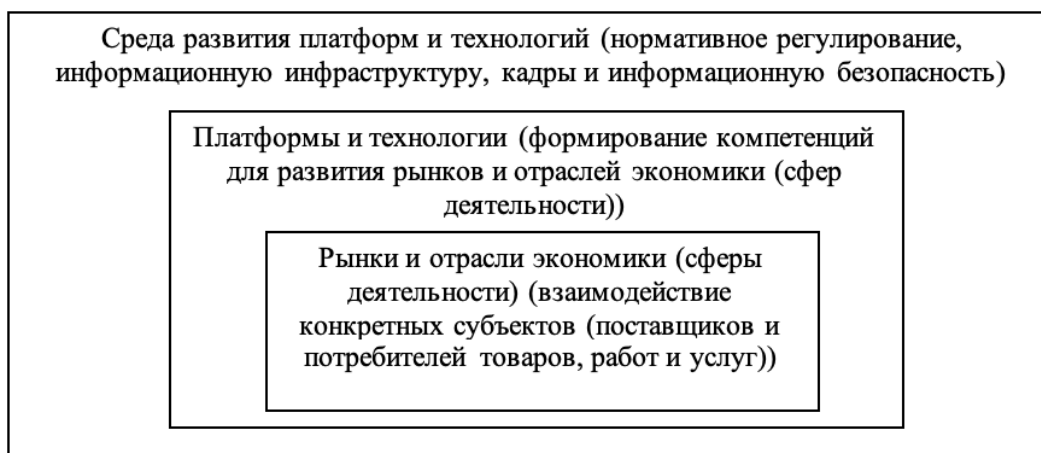 Среда развития платформ и технологий (нормативное регулирование,
информационную инфраструктуру, кадры и информационную безопасность)
Платформы и технологии (формирование компетенций
для развития рынков и отраслей экономики (сфер
деятельности))
Рынки и отрасли экономики (сферы
деятельности) (взаимодействие
конкретных субъектов (поставщиков и
потребителей товаров, работ и услуг))